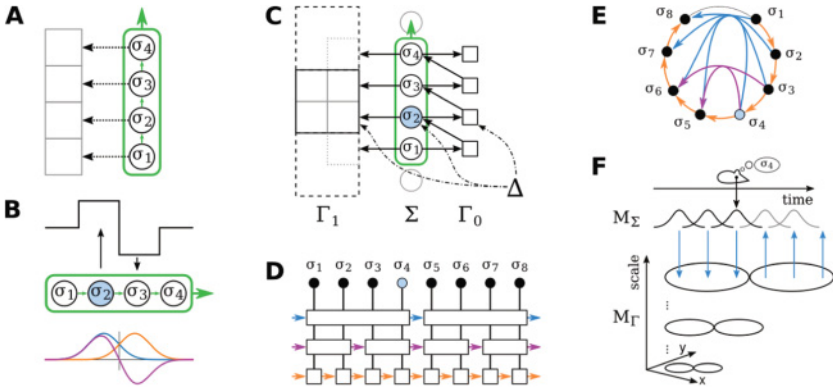 A
σ4
σ3
σ2
σ1
B
σ1 σ2 σ3 σ4
C
σ4
σ3
σ2
σ1
Δ
Γ1 Σ Γ0
D
σ1 σ2 σ3 σ4 σ5 σ6 σ7 σ8
E
σ8 σ1
σ7 σ2
σ6 σ3
σ5 σ4
F
σ4
time
MΣ
scale
MΓ
y
x